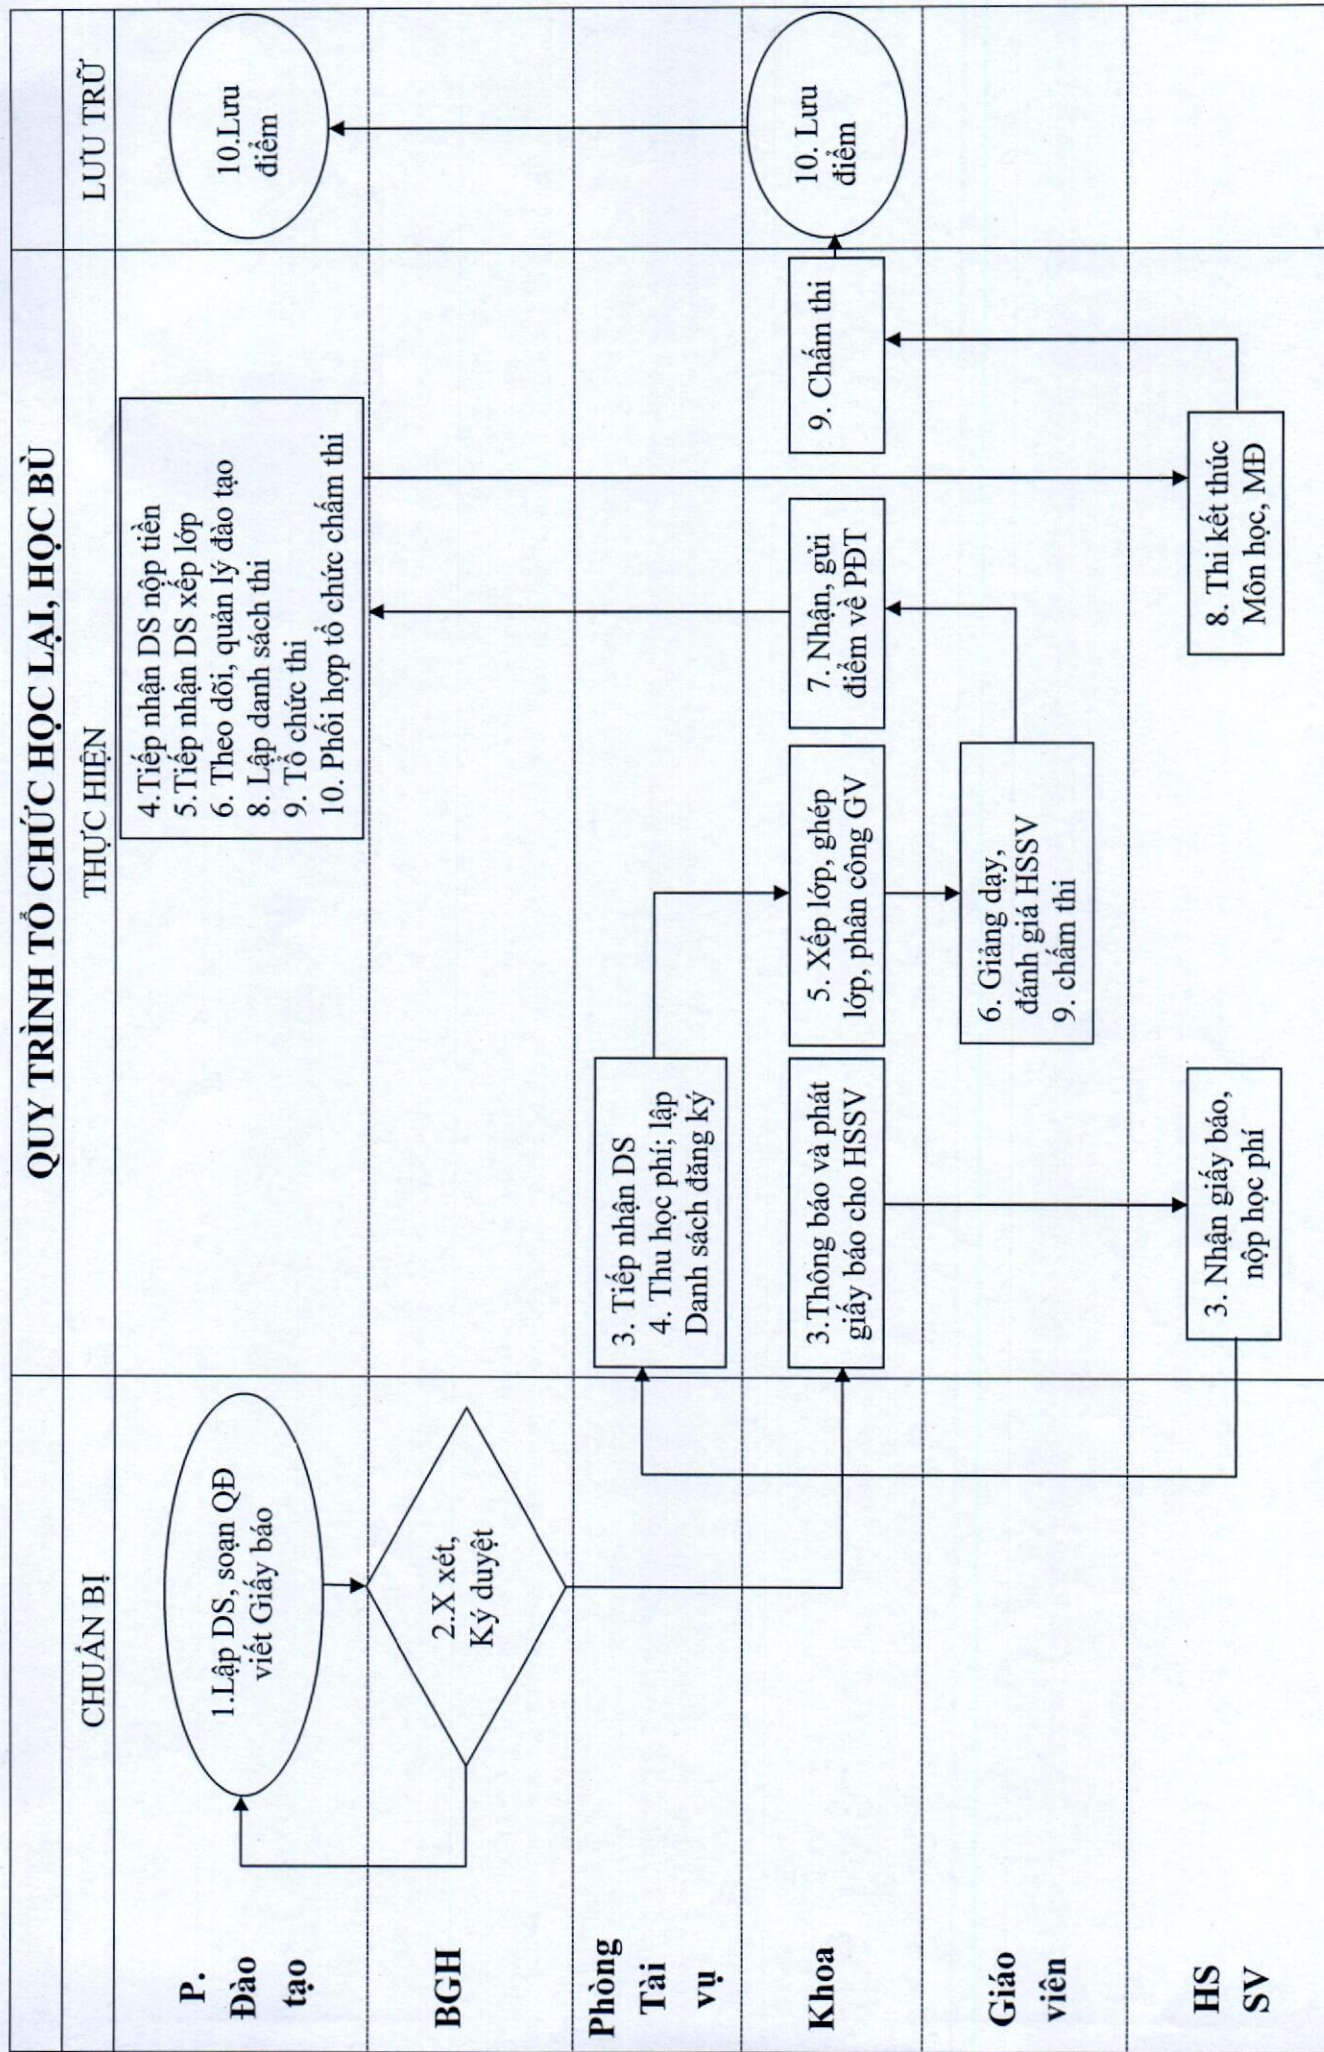 QUY TRÌNH TỔ CHỨC HỌC LẠI, HỌC BÙ
CHUẨN BỊ
THỰC HIỆN
LƯU TRỮ
P.
Đào
tạo
1.Lập DS, soạn QĐ
viết Giấy báo
4.Tiếp nhận DS nộp tiền
5.Tiếp nhận DS xếp lớp
6. Theo dõi, quản lý đào tạo
8. Lập danh sách thi
9. Tổ chức thi
10. Phối hợp tổ chức chấm thi
10.Lưu
điểm
BGH
2.X xét,
Ký duyệt
Phòng
Tài
vụ
3. Tiếp nhận DS
4. Thu học phí; lập
Danh sách đăng ký
Khoa
3.Thông báo và phát
giấy báo cho HSSV
5. Xếp lớp, ghép
lớp, phân công GV
7. Nhận, gửi
điểm về PĐT
9. Chấm thi
10. Lưu
điểm
Giáo
viên
6. Giảng dạy,
đánh giá HSSV
9. chấm thi
HS
SV
3. Nhận giấy báo,
nộp học phí
8. Thi kết thúc
Môn học, MĐ